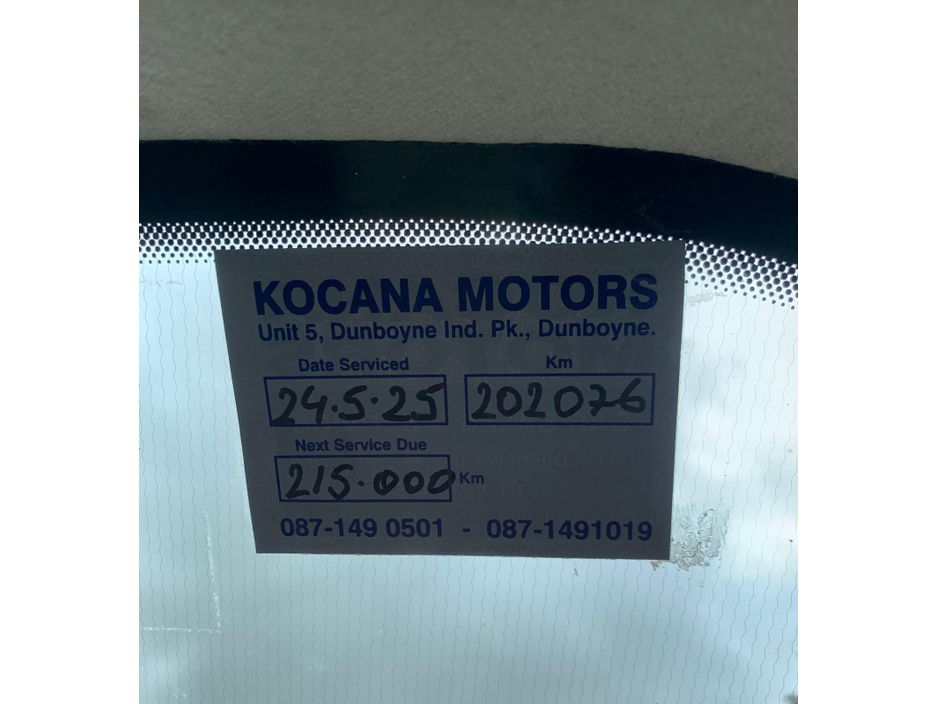 KOCANA MOTORS
Unit 5, Dunboyne Ind. Pk., Dunboyne.
Date Serviced Km
24.5.25 202076
Next Service Due
215.000 Km
087-149 0501 - 087-1491019